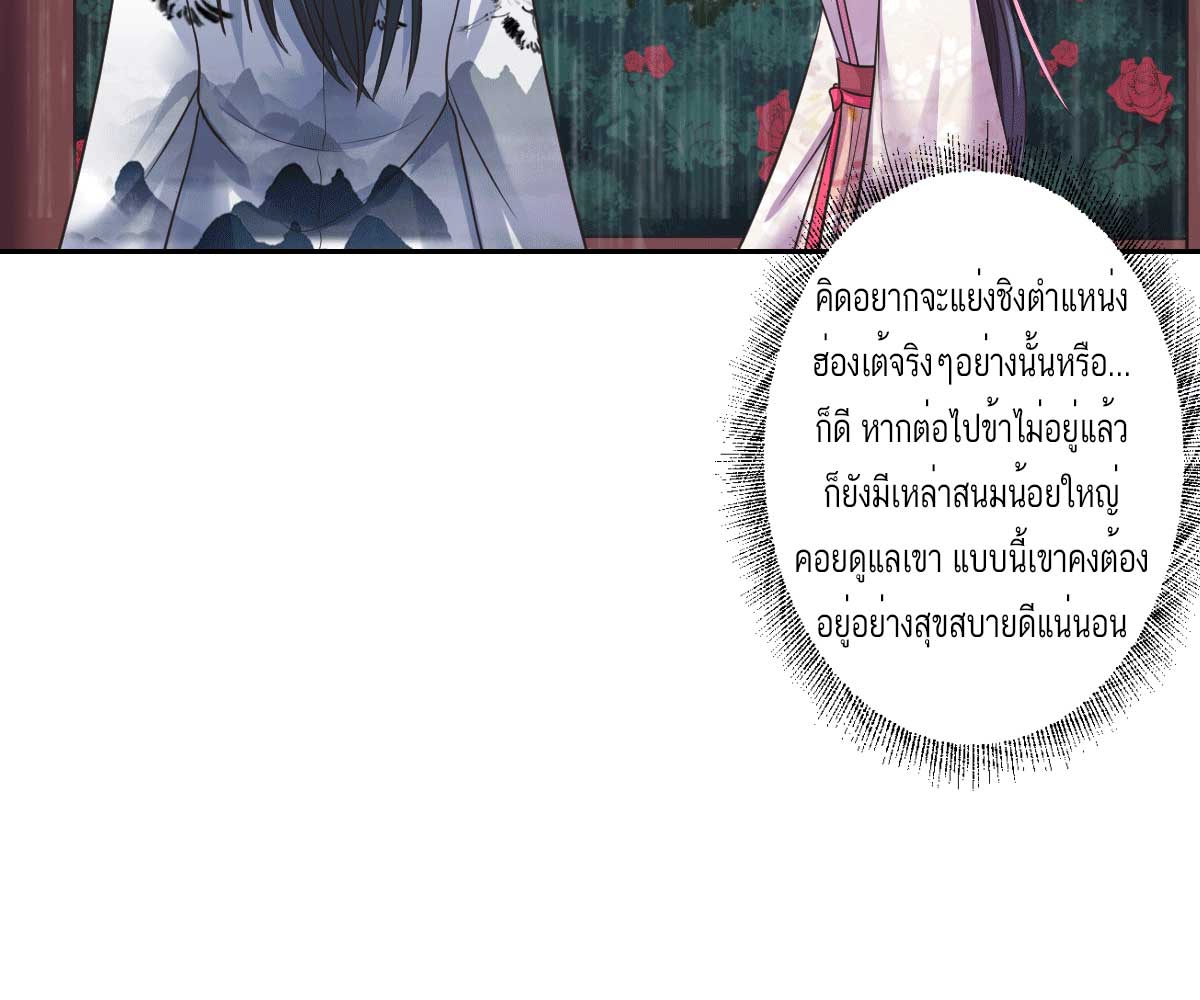 คิดอยากจะแย่งชิงตำแหน่ง
ฮ่องเต้จริงๆอย่างนั้นหรือ...
ก็ดี หากต่อไปข้าไม่อยู่แล้ว
ก็ยังมีเหล่าสนมน้อยใหญ่
คอยดูแลเขา แบบนี้เขาคงต้อง
อยู่อย่างสุขสบายดีแน่นอน